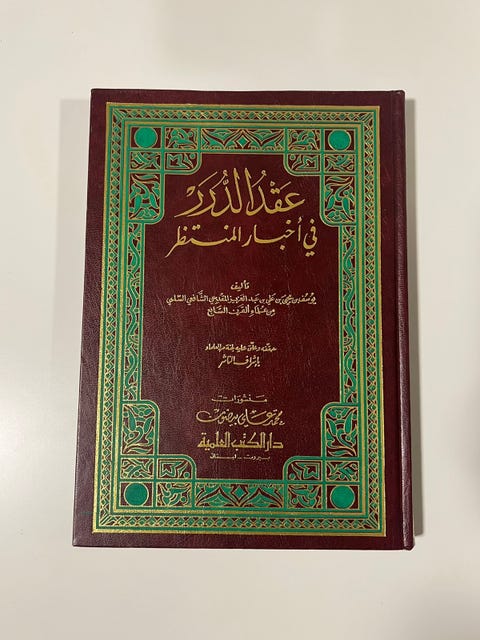 عقد الدرر
في أخبار المنتظر
تأليف
يوسف بن يحيى بن علي بن عبد العزيز المقدسي الشافعي السلمي
من علماء القرن السابع
حققه وعلق عليه لجنة من العلماء
بإشراف الناشر
منشورات
محمد علي بيضون
دار الكتب العلمية
بيروت - لبنان